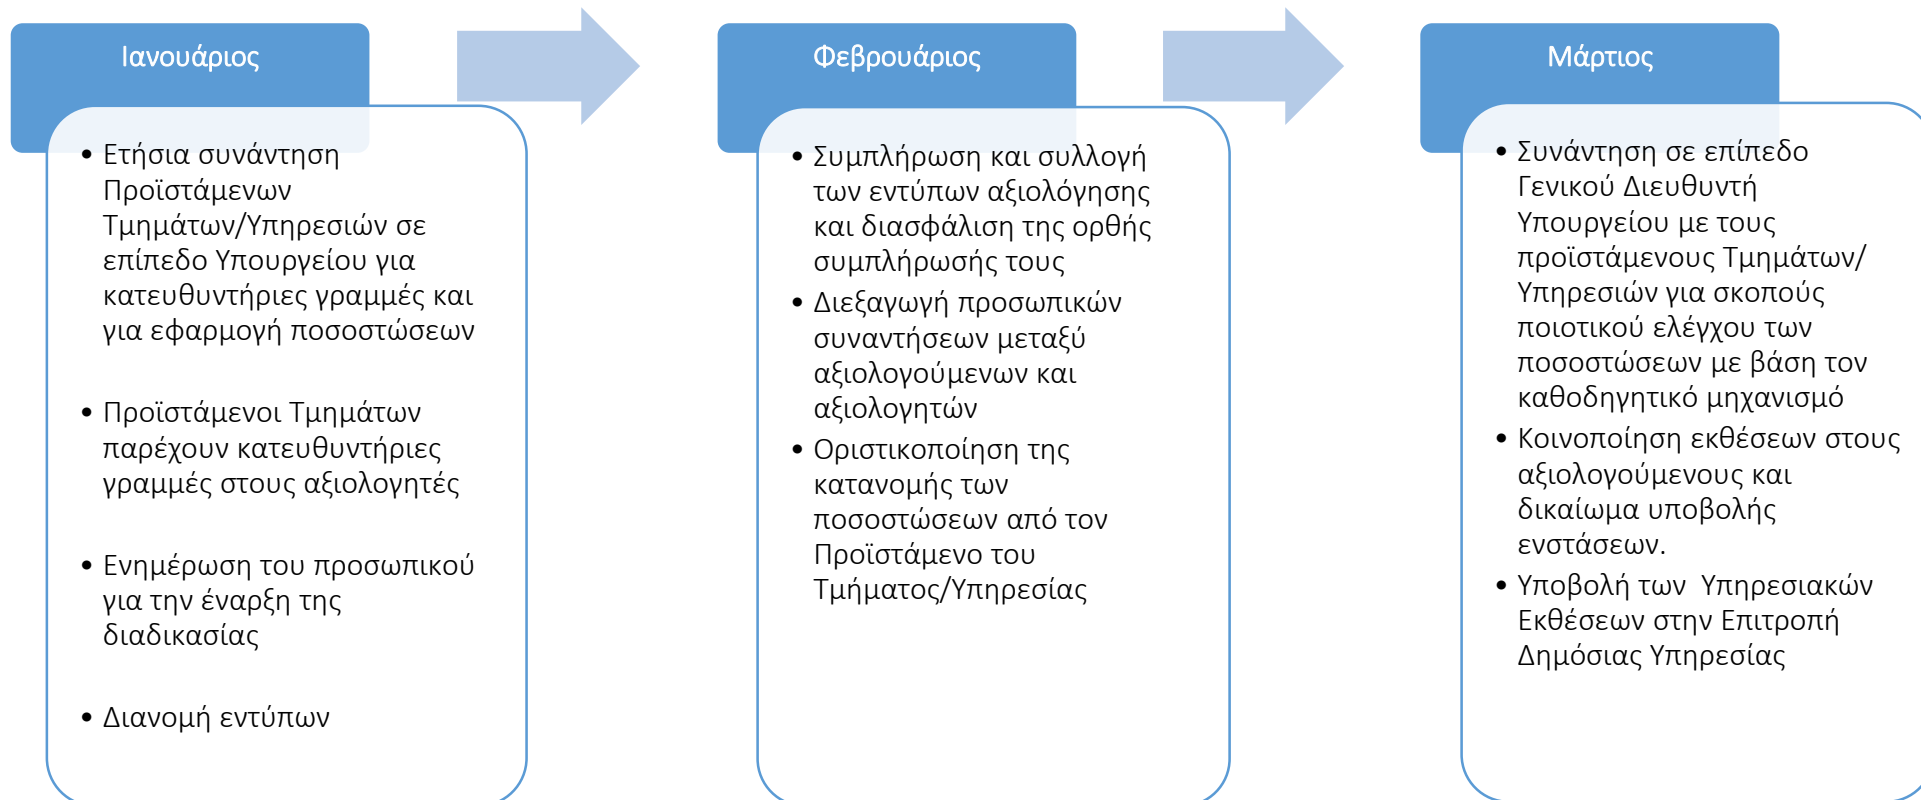 Ιανουάριος
• Ετήσια συνάντηση
Προϊστάμενων
Τμημάτων/Υπηρεσιών σε
επίπεδο Υπουργείου για
κατευθυντήριες γραμμές και
για εφαρμογή ποσοστώσεων
• Προϊστάμενοι Τμημάτων
παρέχουν κατευθυντήριες
γραμμές στους αξιολογητές
• Ενημέρωση του προσωπικού
για την έναρξη της
διαδικασίας
• Διανομή εντύπων
Φεβρουάριος
• Συμπλήρωση και συλλογή
των εντύπων αξιολόγησης
και διασφάλιση της ορθής
συμπλήρωσής τους
• Διεξαγωγή προσωπικών
συναντήσεων μεταξύ
αξιολογούμενων και
αξιολογητών
• Οριστικοποίηση της
κατανομής των
ποσοστώσεων από τον
Προϊστάμενο του
Τμήματος/Υπηρεσίας
Μάρτιος
• Συνάντηση σε επίπεδο
Γενικού Διευθυντή
Υπουργείου με τους
προϊστάμενους Τμημάτων/
Υπηρεσιών για σκοπούς
ποιοτικού ελέγχου των
ποσοστώσεων με βάση τον
καθοδηγητικό μηχανισμό
• Κοινοποίηση εκθέσεων στους
αξιολογούμενους και
δικαίωμα υποβολής
ενστάσεων.
• Υποβολή των  Υπηρεσιακών
Εκθέσεων στην Επιτροπή
Δημόσιας Υπηρεσίας